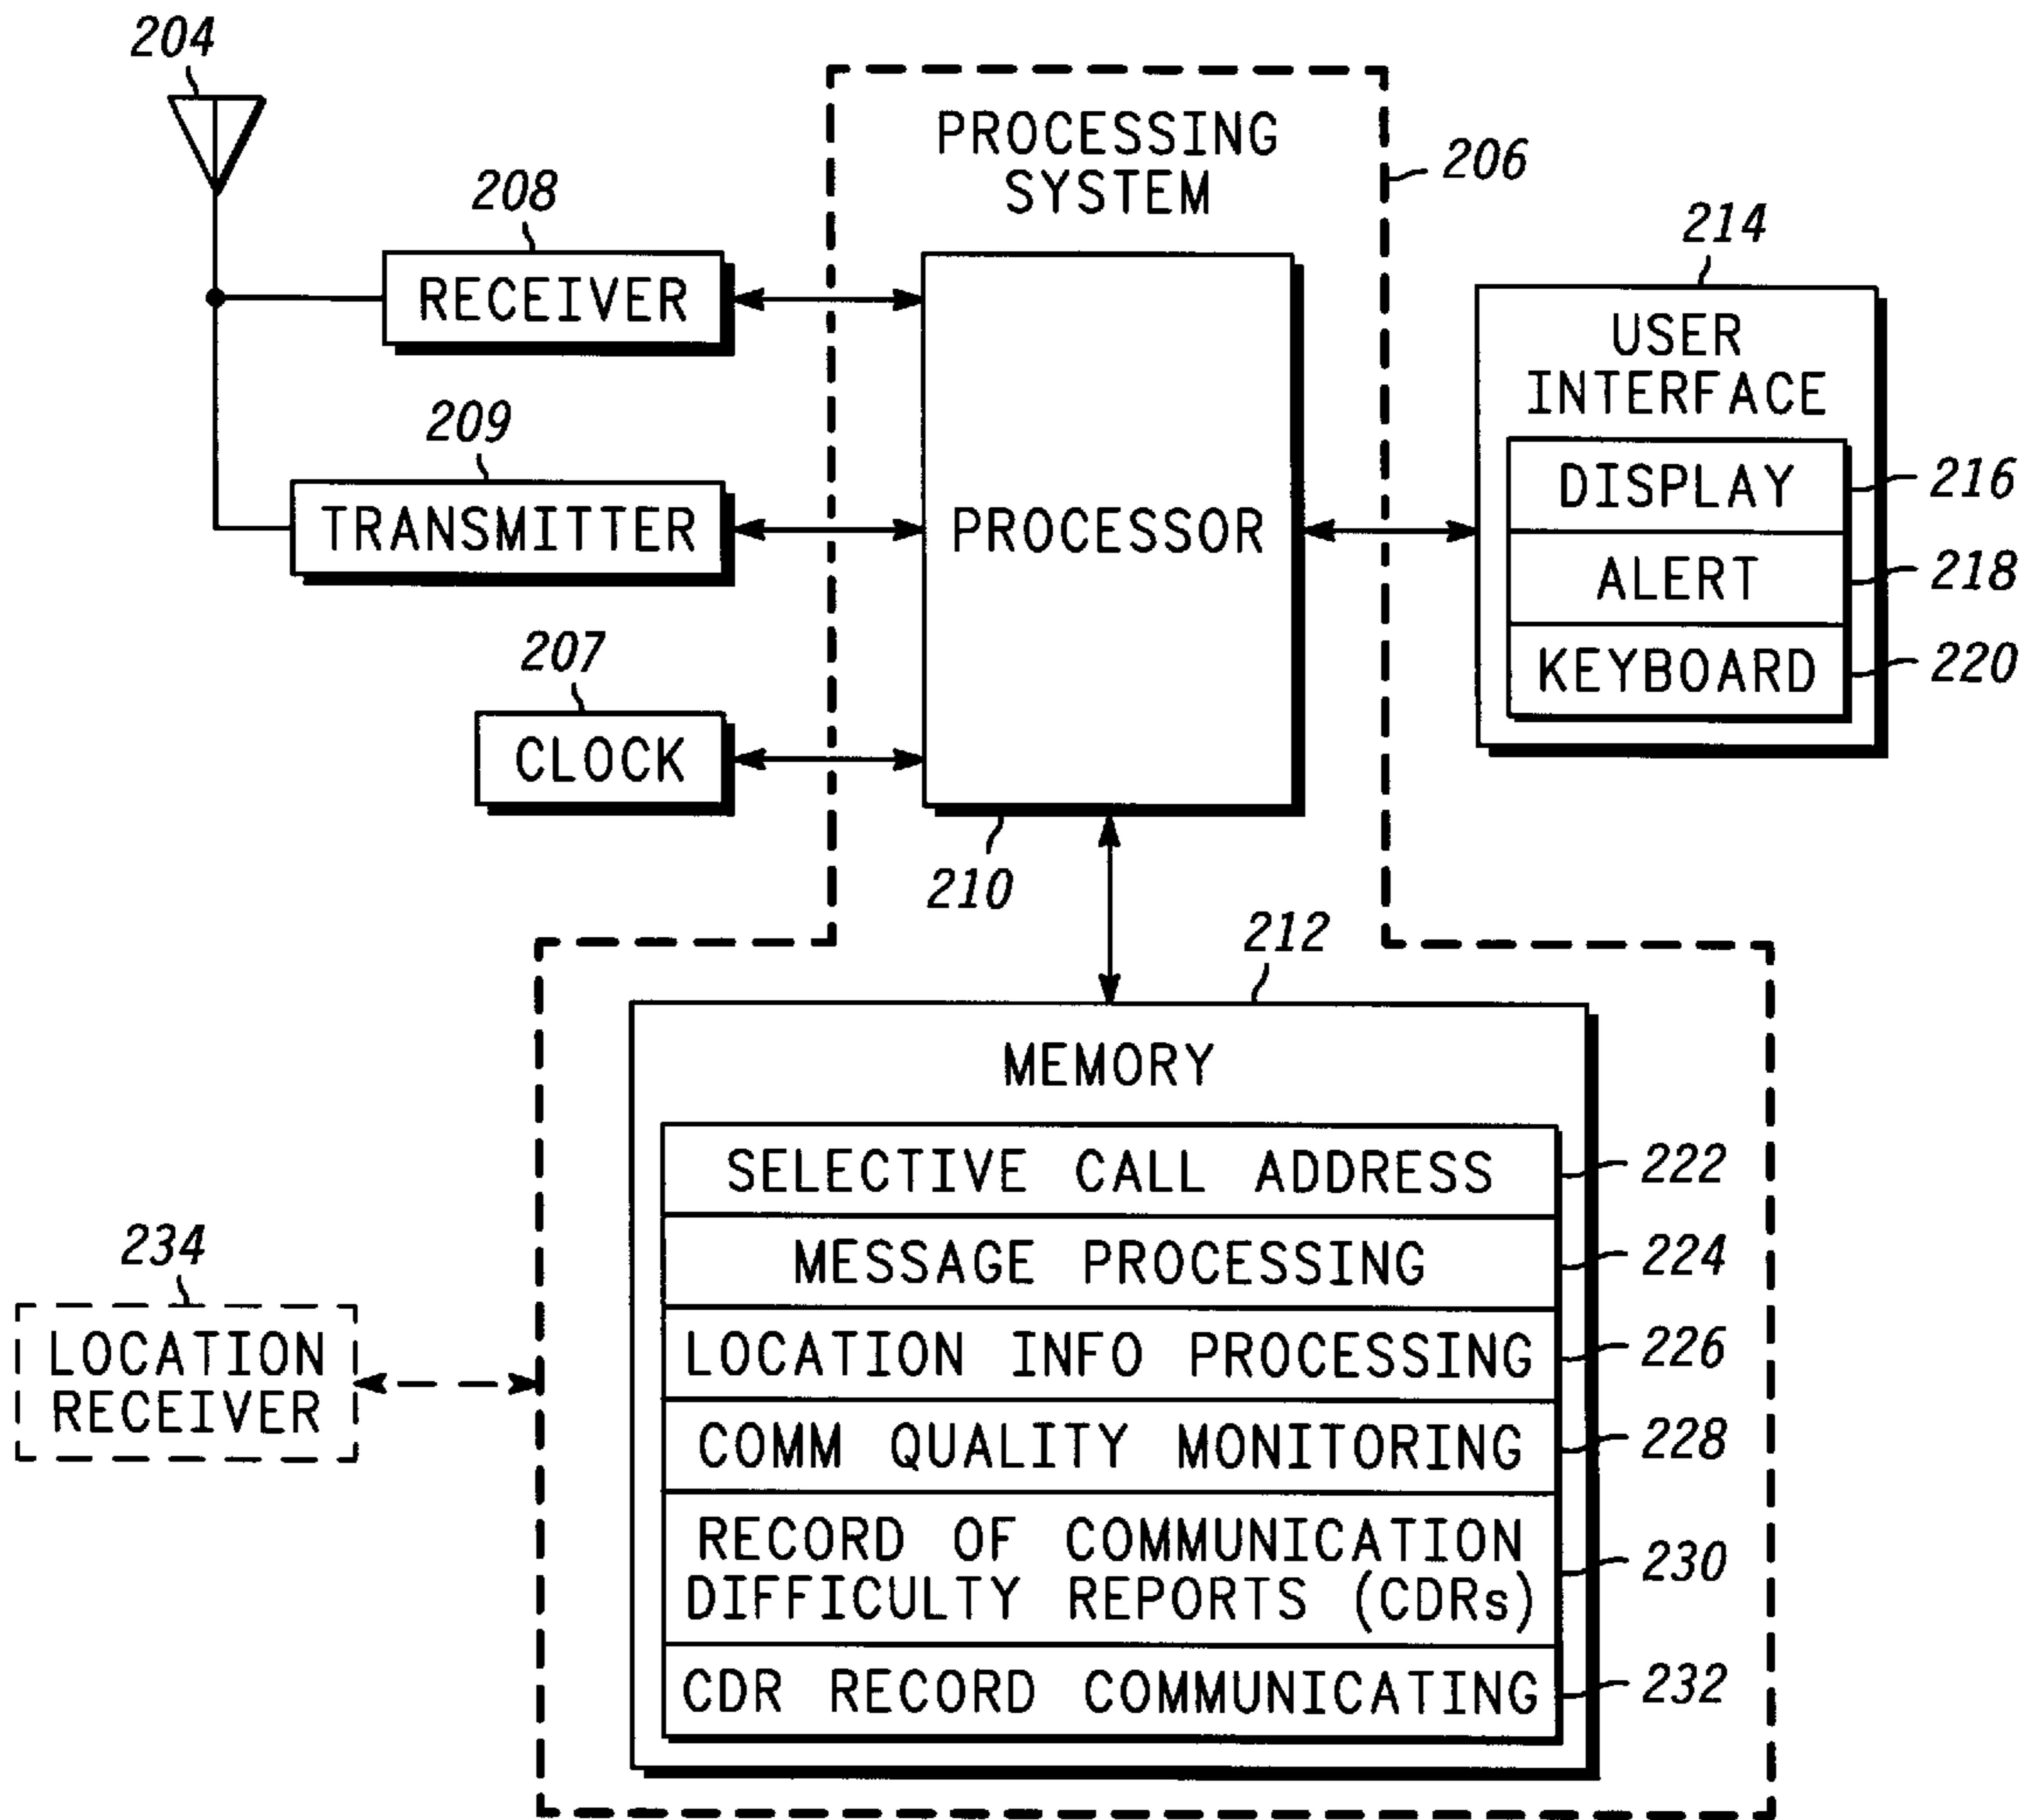 204
PROCESSING
SYSTEM
206
208
RECEIVER
214
USER
INTERFACE
209
TRANSMITTER
PROCESSOR
DISPLAY
216
ALERT
218
KEYBOARD
220
207
CLOCK
210
212
MEMORY
SELECTIVE CALL ADDRESS
222
MESSAGE PROCESSING
224
234
LOCATION
RECEIVER
LOCATION INFO PROCESSING
226
COMM QUALITY MONITORING
228
RECORD OF COMMUNICATION
DIFFICULTY REPORTS (CDRs)
230
CDR RECORD COMMUNICATING
232